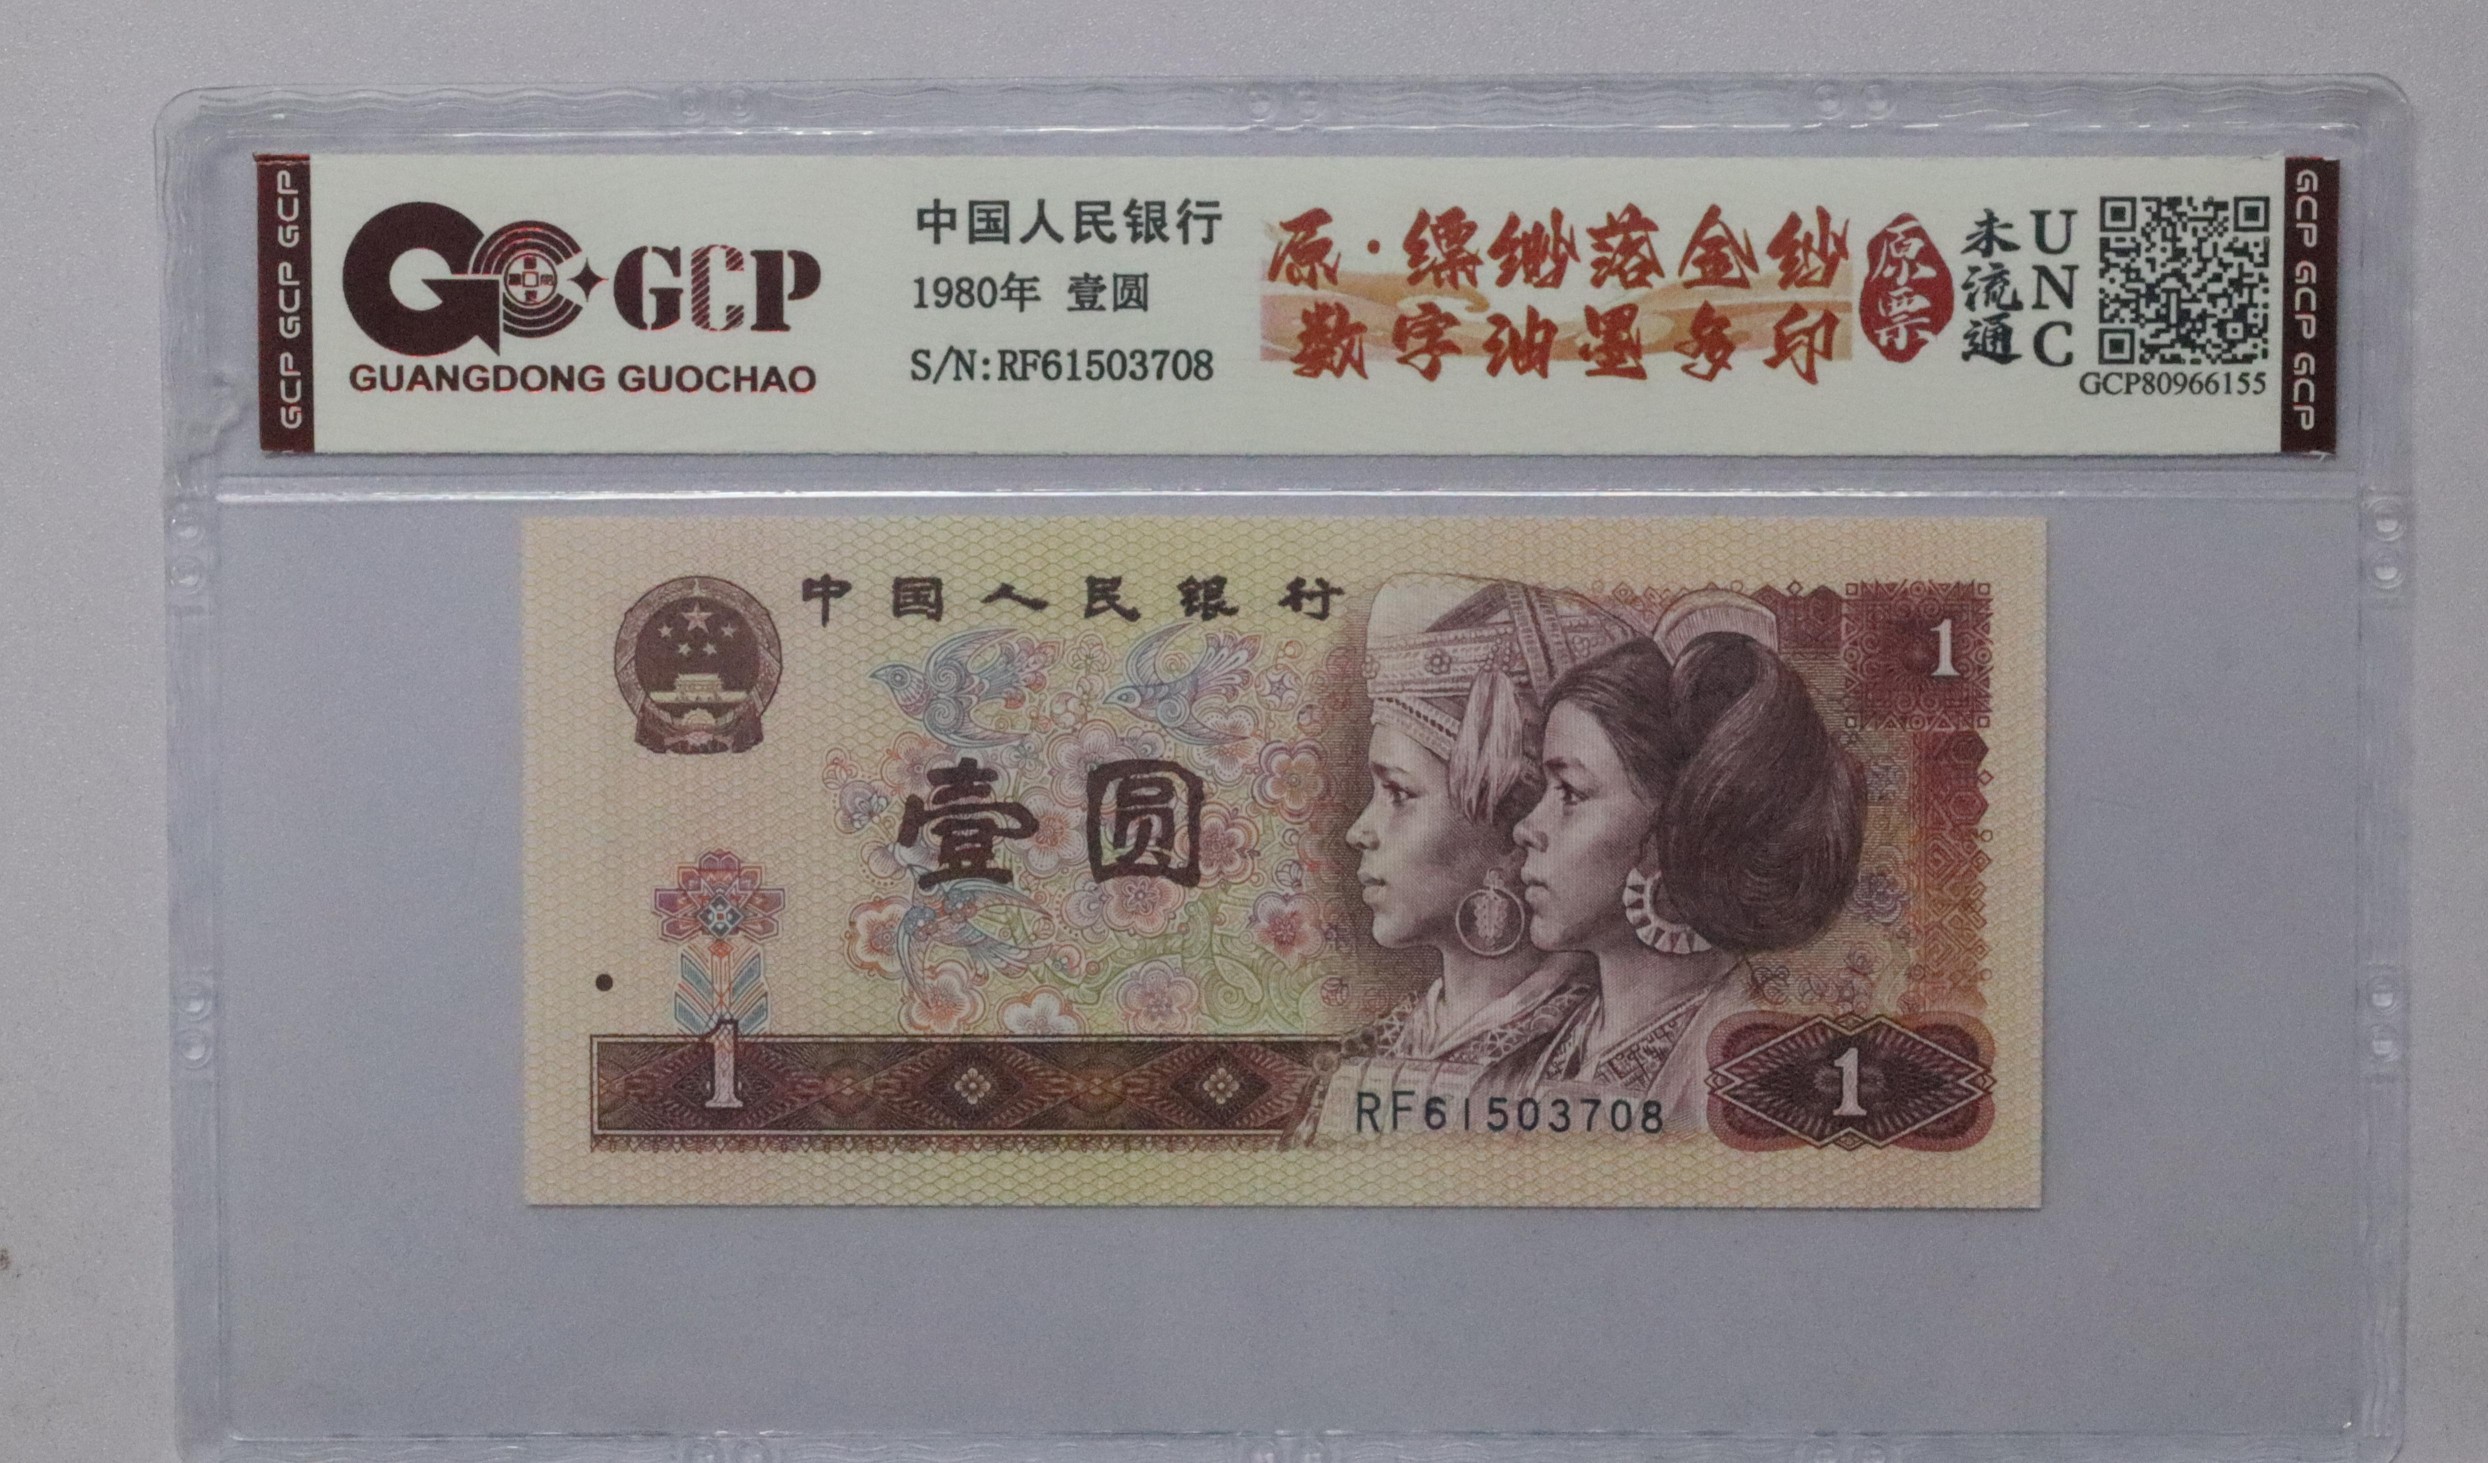 GCP GCP GCP
GCP
GUANGDONG GUOCHAO
中国人民银行
1980年 壹圆
S/N:RF61503708
原·缥缈落金纱
数字油墨多印
原票
未流通
UNC
GCP80966155
GCP GCP GCP
中国人民银行
1
壹圆
1
RF61503708
1